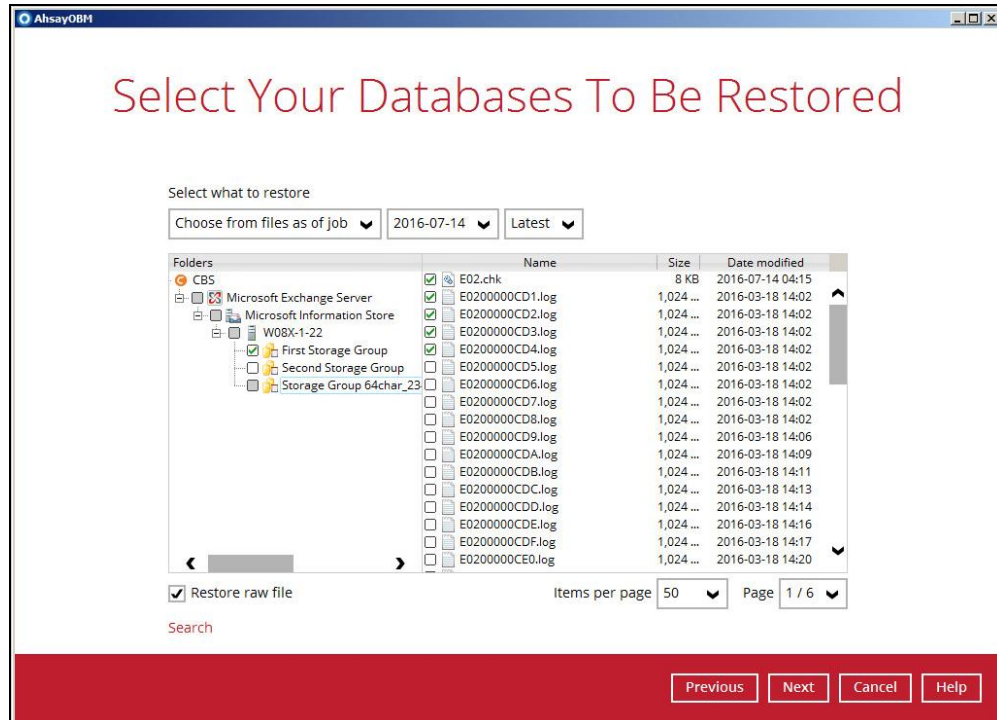 AhsayOBM
Select Your Databases To Be Restored
Select what to restore
Choose from files as of job 2016-07-14 Latest
Folders Name Size Date modified
CBS
Microsoft Exchange Server
Microsoft Information Store
W08X-1-22
First Storage Group
Second Storage Group
Storage Group 64char_23
E02.chk 8 KB 2016-07-14 04:15
E0200000CD1.log 1,024 ... 2016-03-18 14:02
E0200000CD2.log 1,024 ... 2016-03-18 14:02
E0200000CD3.log 1,024 ... 2016-03-18 14:02
E0200000CD4.log 1,024 ... 2016-03-18 14:02
E0200000CD5.log 1,024 ... 2016-03-18 14:02
E0200000CD6.log 1,024 ... 2016-03-18 14:02
E0200000CD7.log 1,024 ... 2016-03-18 14:02
E0200000CD8.log 1,024 ... 2016-03-18 14:02
E0200000CD9.log 1,024 ... 2016-03-18 14:06
E0200000CDA.log 1,024 ... 2016-03-18 14:09
E0200000CDB.log 1,024 ... 2016-03-18 14:11
E0200000CDC.log 1,024 ... 2016-03-18 14:13
E0200000CDD.log 1,024 ... 2016-03-18 14:14
E0200000CDE.log 1,024 ... 2016-03-18 14:16
E0200000CDF.log 1,024 ... 2016-03-18 14:17
E0200000CE0.log 1,024 ... 2016-03-18 14:20
Restore raw file Items per page 50 Page 1 / 6
Search
Previous Next Cancel Help